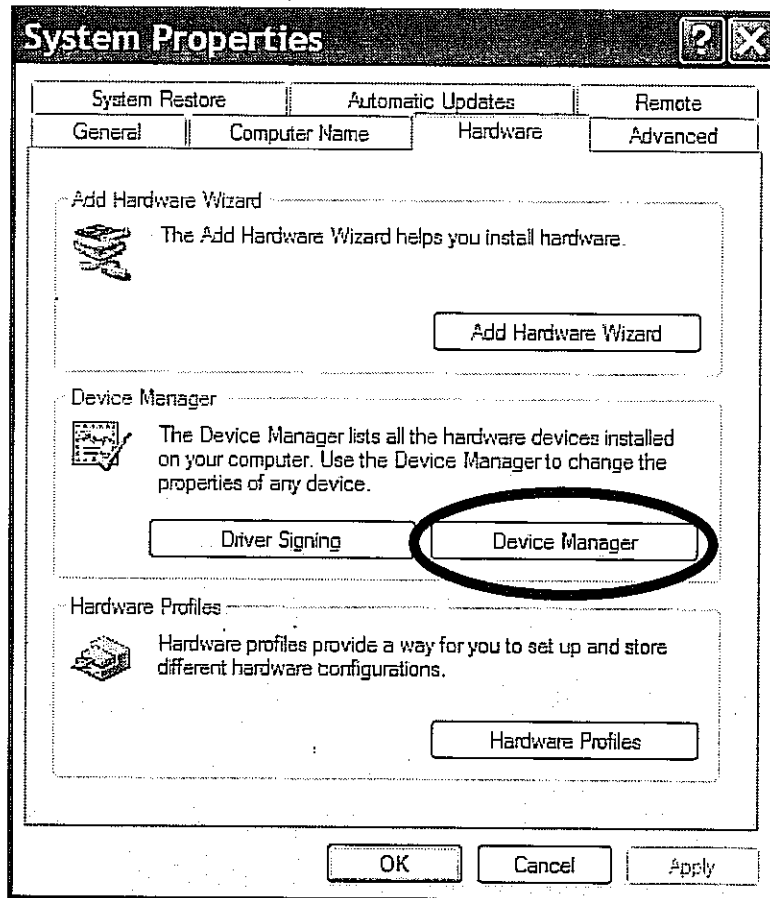 System Properties
System Restore Automatic Updates Remote
General Computer Name Hardware Advanced
Add Hardware Wizard
The Add Hardware Wizard helps you install hardware.
Add Hardware Wizard
Device Manager
The Device Manager lists all the hardware devices installed
on your computer. Use the Device Manager to change the
properties of any device.
Driver Signing Device Manager
Hardware Profiles
Hardware profiles provide a way for you to set up and store
different hardware configurations.
Hardware Profiles
OK Cancel Apply